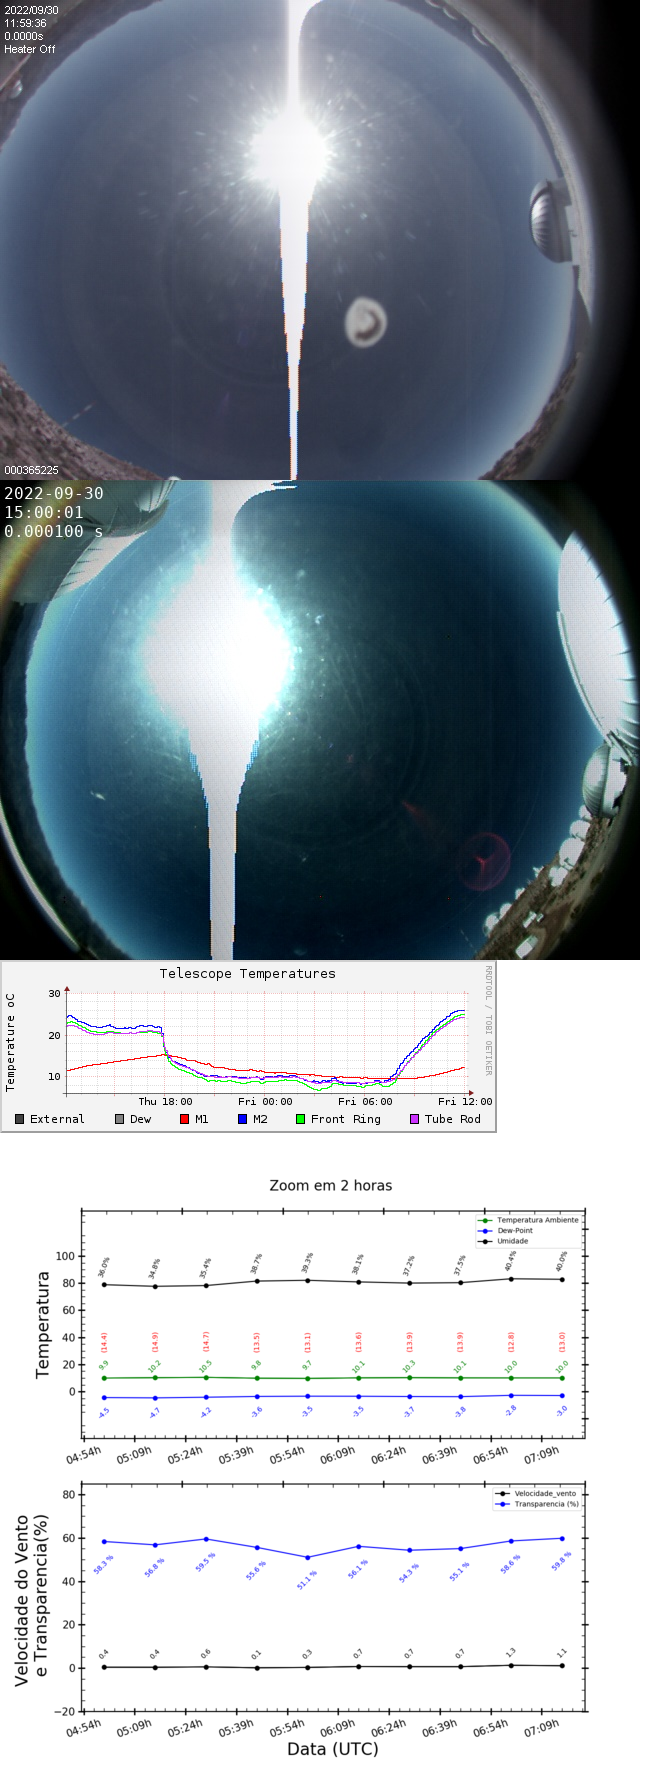 2022/09/30
11:59:36
0.0000s
Heater Off
000365225
2022-09-30
15:00:01
0.000100 s
Telescope Temperatures
RRDTOOL / TOBI OETIKER
Temperature oC
30
20
10
Thu 18:00 Fri 00:00 Fri 06:00 Fri 12:00
External Dew M1 M2 Front Ring Tube Rod
Zoom em 2 horas
Temperatura Ambiente
Dew-Point
Umidade
Temperatura
100
80
60
40
20
0
36.0% 34.8% 35.4% 38.7% 39.3% 38.1% 37.2% 37.5% 40.4% 40.0%
(14.4) (14.9) (14.7) (13.5) (13.1) (13.6) (13.9) (13.9) (12.8) (13.0)
9.9 10.2 10.5 9.8 9.7 10.1 10.3 10.1 10.0 10.0
-4.5 -4.7 -4.2 -3.6 -3.5 -3.5 -3.7 -3.8 -2.8 -3.0
04:54h 05:09h 05:24h 05:39h 05:54h 06:09h 06:24h 06:39h 06:54h 07:09h
Velocidade_vento
Transparencia (%)
Velocidade do Vento
e Transparencia(%)
80
60
40
20
0
−20
58.3 % 56.8 % 59.5 % 55.6 % 51.1 % 56.1 % 54.3 % 55.1 % 58.6 % 59.8 %
0.4 0.4 0.6 0.1 0.3 0.7 0.7 0.7 1.3 1.1
04:54h 05:09h 05:24h 05:39h 05:54h 06:09h 06:24h 06:39h 06:54h 07:09h
Data (UTC)